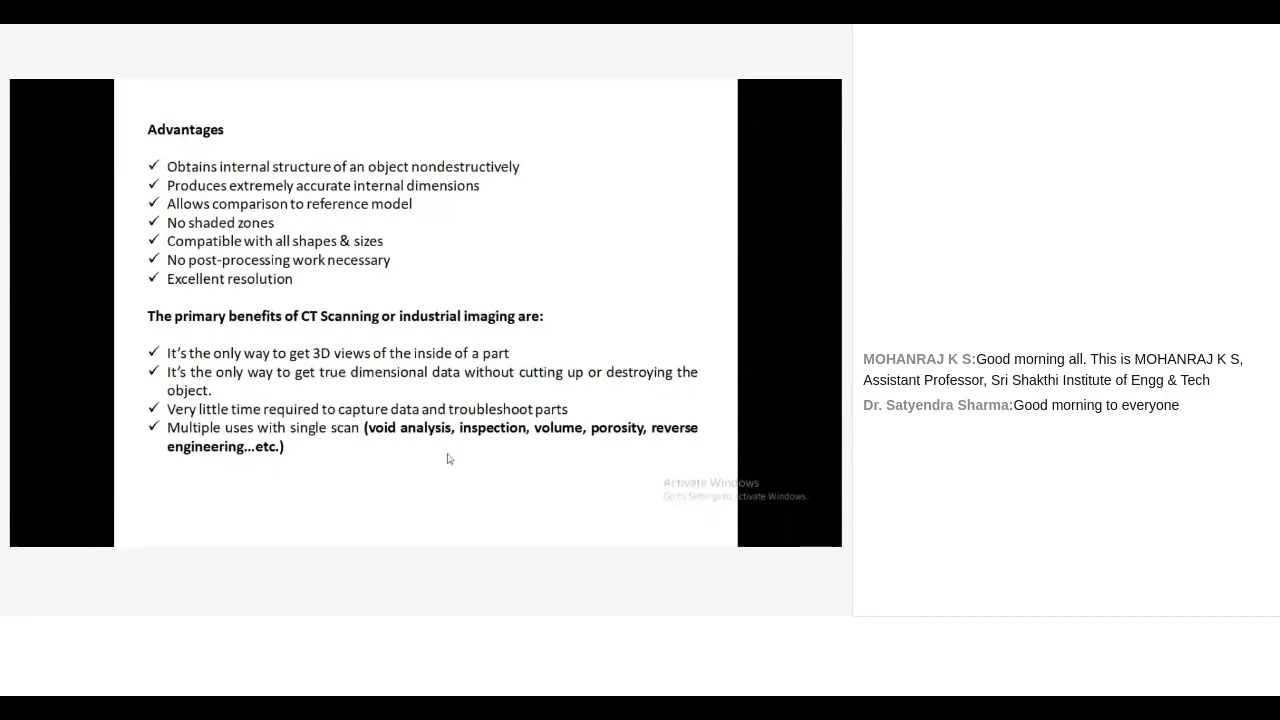 Advantages
✓ Obtains internal structure of an object nondestructively
✓ Produces extremely accurate internal dimensions
✓ Allows comparison to reference model
✓ No shaded zones
✓ Compatible with all shapes & sizes
✓ No post-processing work necessary
✓ Excellent resolution
The primary benefits of CT Scanning or industrial imaging are:
✓ It’s the only way to get 3D views of the inside of a part
✓ It’s the only way to get true dimensional data without cutting up or destroying the
object.
✓ Very little time required to capture data and troubleshoot parts
✓ Multiple uses with single scan (void analysis, inspection, volume, porosity, reverse
engineering...etc.)
Activate Windows
Go to Settings to activate Windows.
MOHANRAJ K S:Good morning all. This is MOHANRAJ K S,
Assistant Professor, Sri Shakthi Institute of Engg & Tech
Dr. Satyendra Sharma:Good morning to everyone